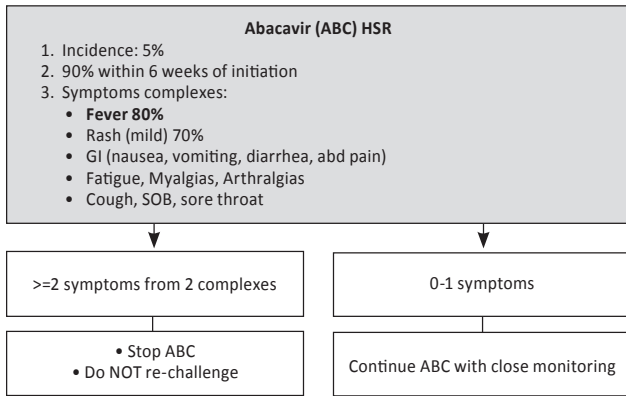 Abacavir (ABC) HSR
1. Incidence: 5%
2. 90% within 6 weeks of initiation
3. Symptoms complexes:
• Fever 80%
• Rash (mild) 70%
• GI (nausea, vomiting, diarrhea, abd pain)
• Fatigue, Myalgias, Arthralgias
• Cough, SOB, sore throat
>=2 symptoms from 2 complexes
0-1 symptoms
• Stop ABC
• Do NOT re-challenge
Continue ABC with close monitoring